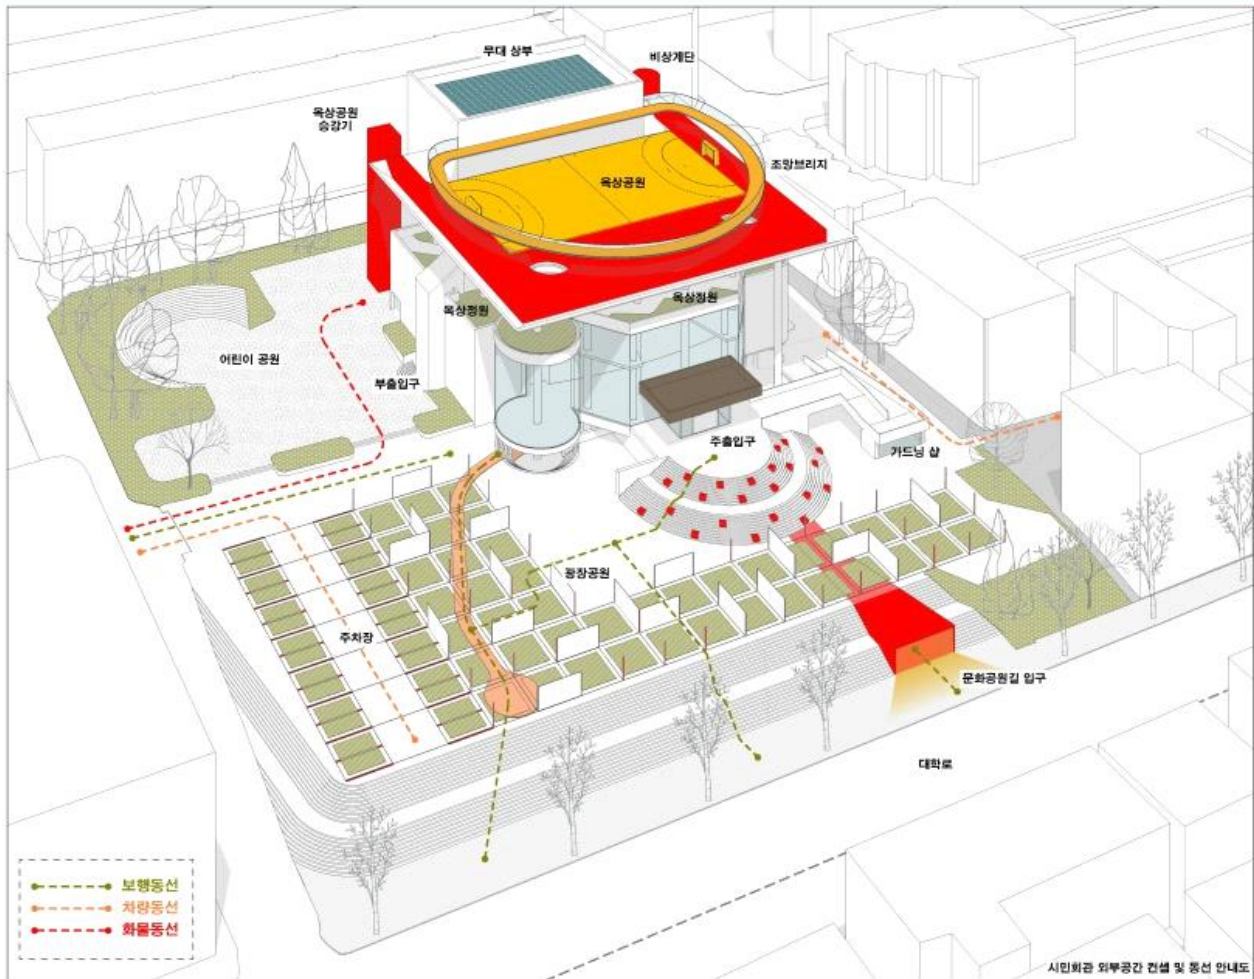 무대 상부
비상계단
옥상공원
승강기
조망브리지
옥상공원
옥상정원
옥상정원
어린이 공원
부출입구
주출입구
가드닝 샵
광장공원
주차장
문화공원길 입구
대학로
보행동선
차량동선
화물동선
시민회관 외부공간 컨셉 및 동선 안내도